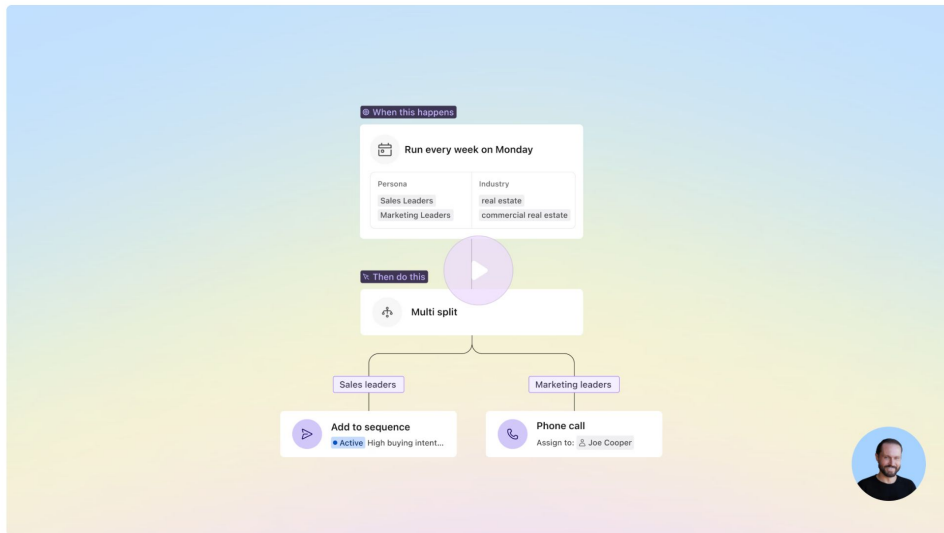 When this happens
Run every week on Monday
Persona
Industry
Sales Leaders
real estate
Marketing Leaders
commercial real estate
Then do this
Multi split
Sales leaders
Marketing leaders
Add to sequence
Active High buying intent...
Phone call
Assign to: Joe Cooper